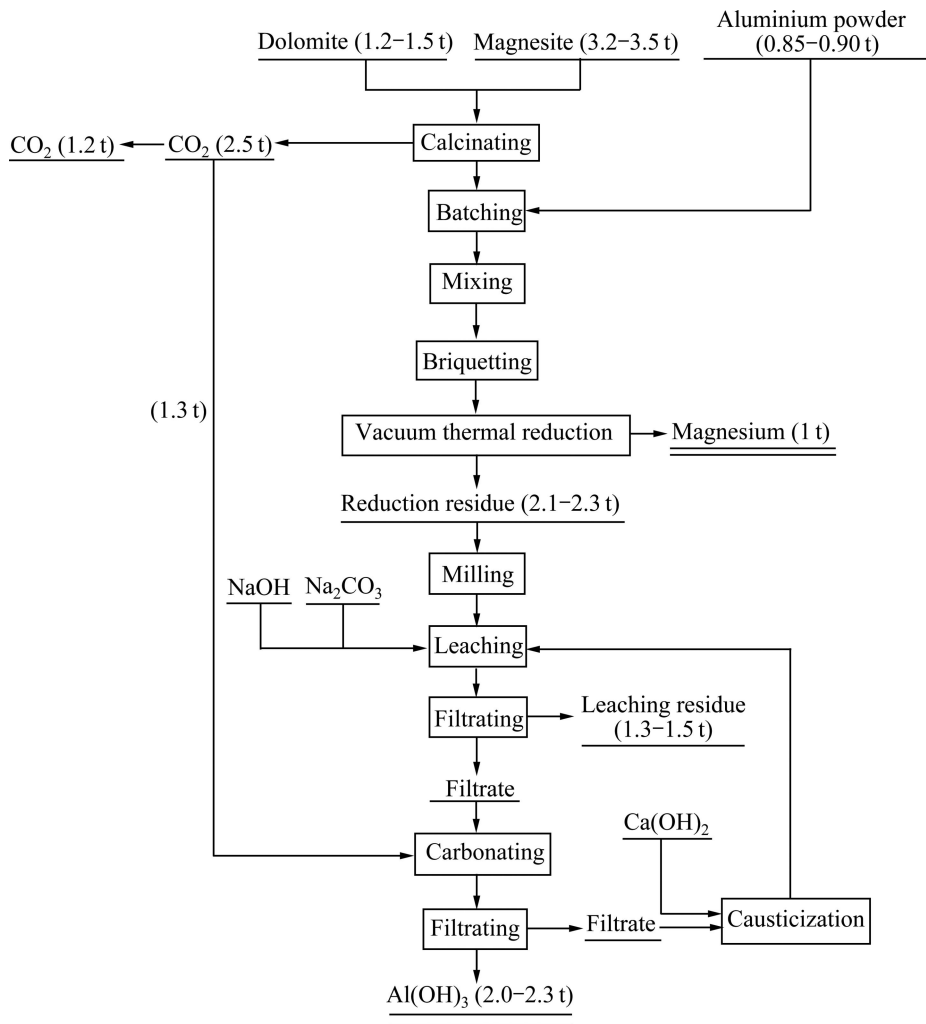 Aluminium powder
(0.85−0.90 t)
Dolomite (1.2−1.5 t)
Magnesite (3.2−3.5 t)
CO₂ (1.2 t)
CO₂ (2.5 t)
Calcinating
Batching
Mixing
Briquetting
(1.3 t)
Vacuum thermal reduction
Magnesium (1 t)
Reduction residue (2.1−2.3 t)
Milling
NaOH
Na₂CO₃
Leaching
Filtrating
Leaching residue
(1.3−1.5 t)
Filtrate
Ca(OH)₂
Carbonating
Filtrating
Filtrate
Causticization
Al(OH)₃ (2.0−2.3 t)